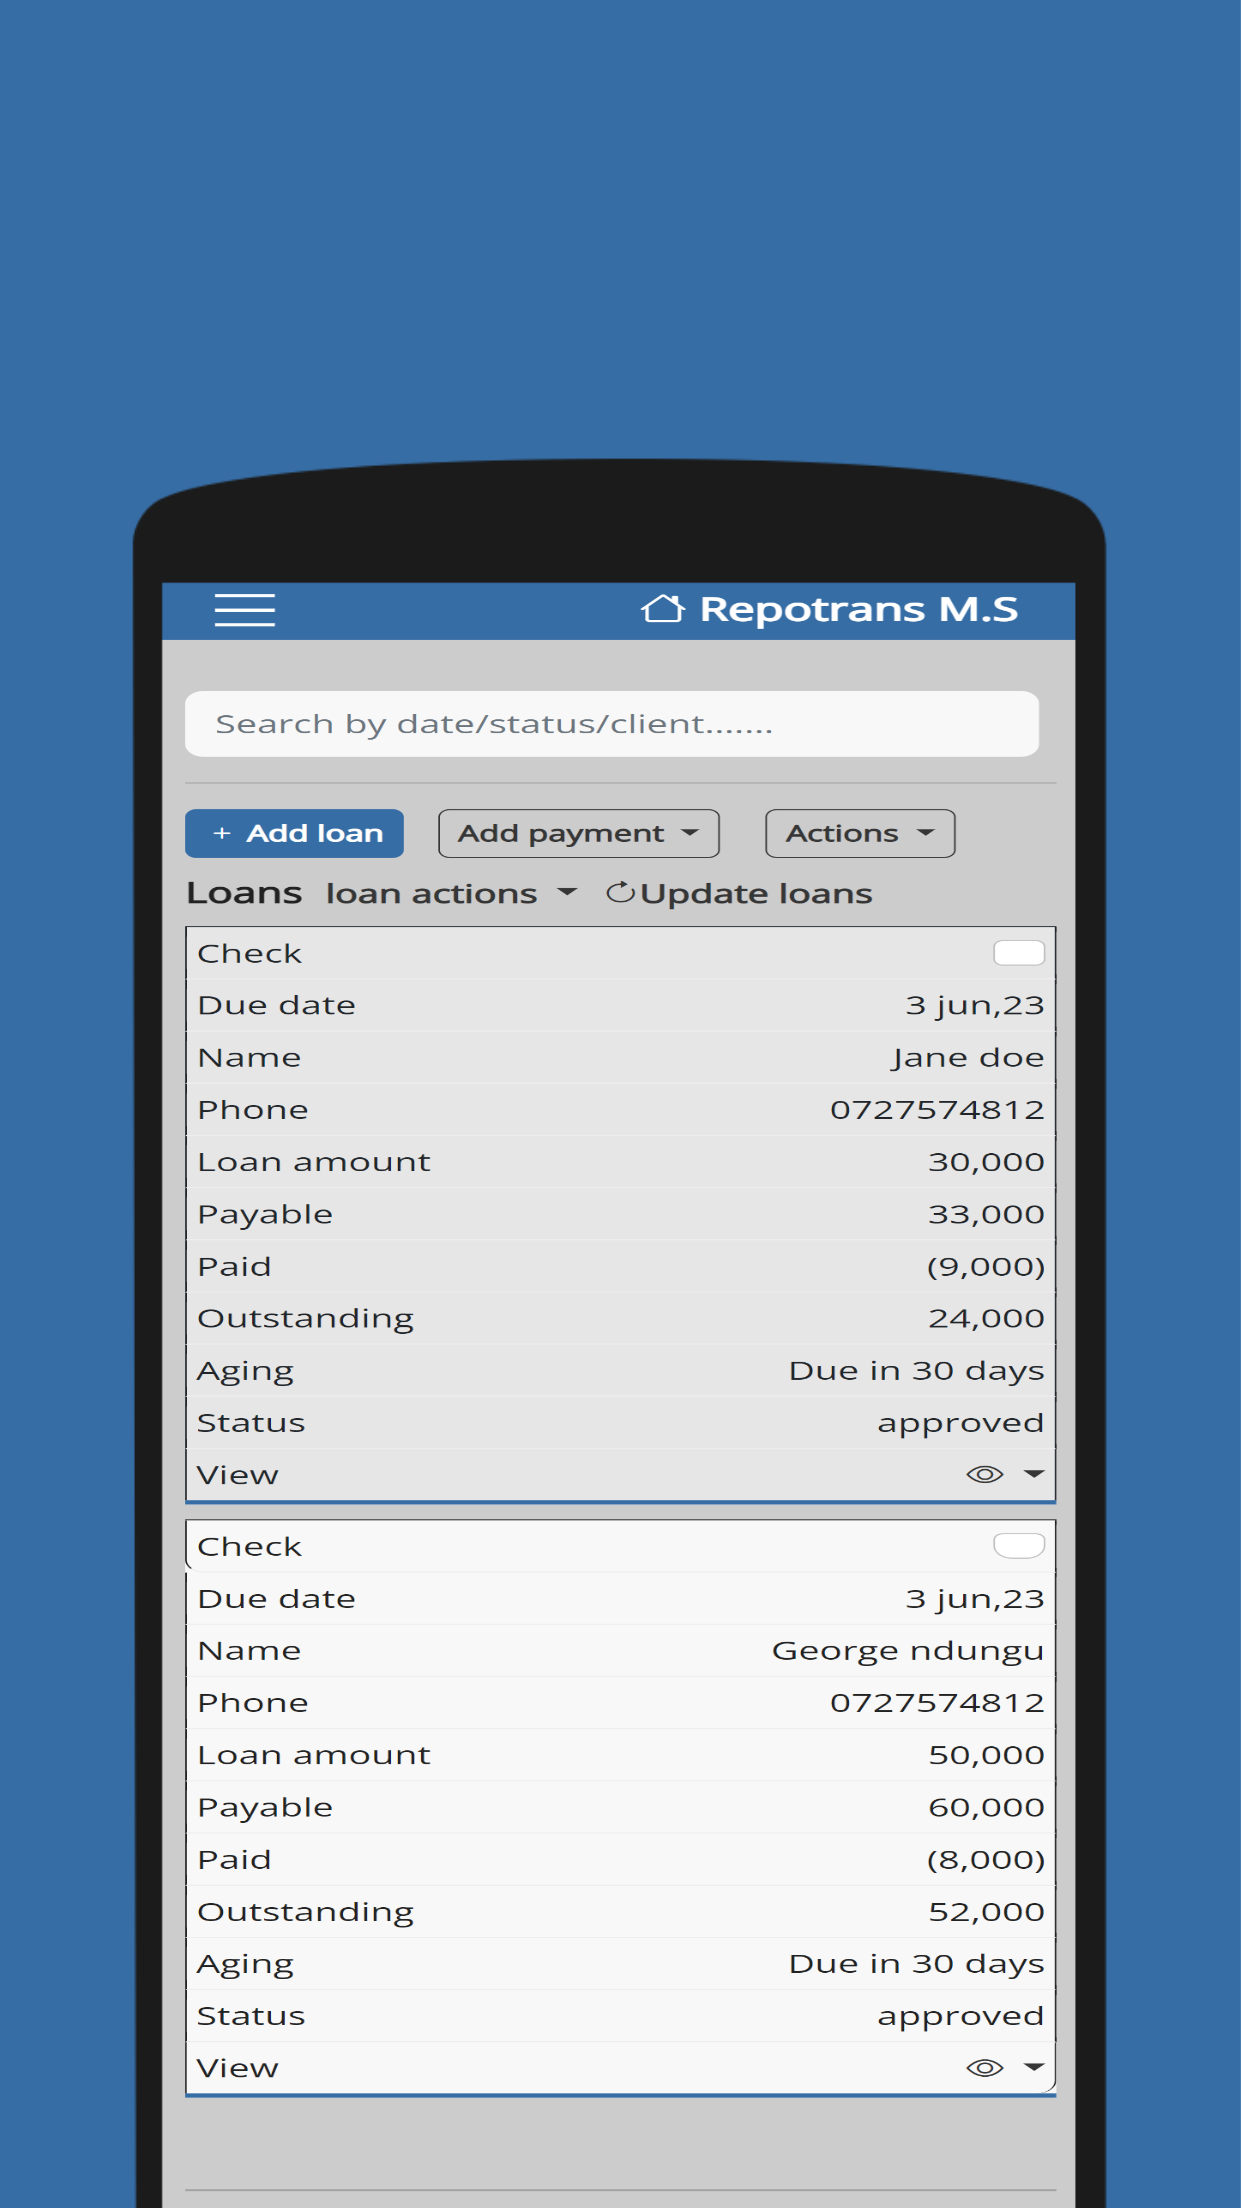 Repotrans M.S
Search by date/status/client.......
+ Add loan Add payment Actions
Loans loan actions Update loans
Check
Due date 3 jun,23
Name Jane doe
Phone 0727574812
Loan amount 30,000
Payable 33,000
Paid (9,000)
Outstanding 24,000
Aging Due in 30 days
Status approved
View
Check
Due date 3 jun,23
Name George ndungu
Phone 0727574812
Loan amount 50,000
Payable 60,000
Paid (8,000)
Outstanding 52,000
Aging Due in 30 days
Status approved
View